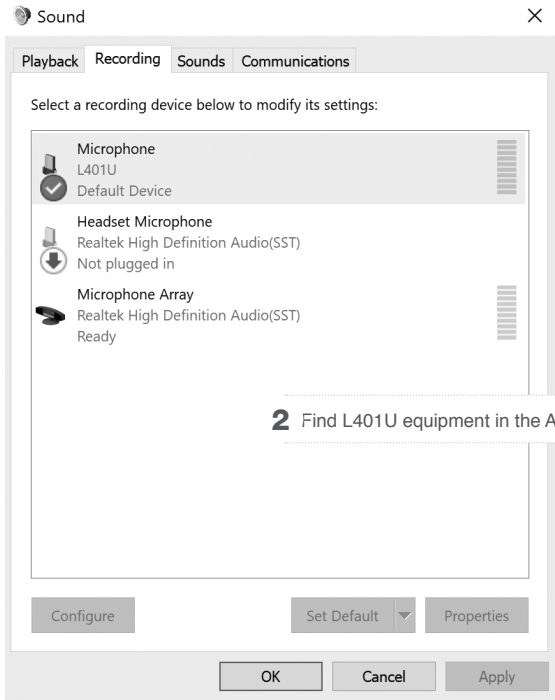 Sound
Playback Recording Sounds Communications
Select a recording device below to modify its settings:
Microphone
L401U
Default Device
Headset Microphone
Realtek High Definition Audio(SST)
Not plugged in
Microphone Array
Realtek High Definition Audio(SST)
Ready
2 Find L401U equipment in the A
Configure Set Default Properties
OK Cancel Apply